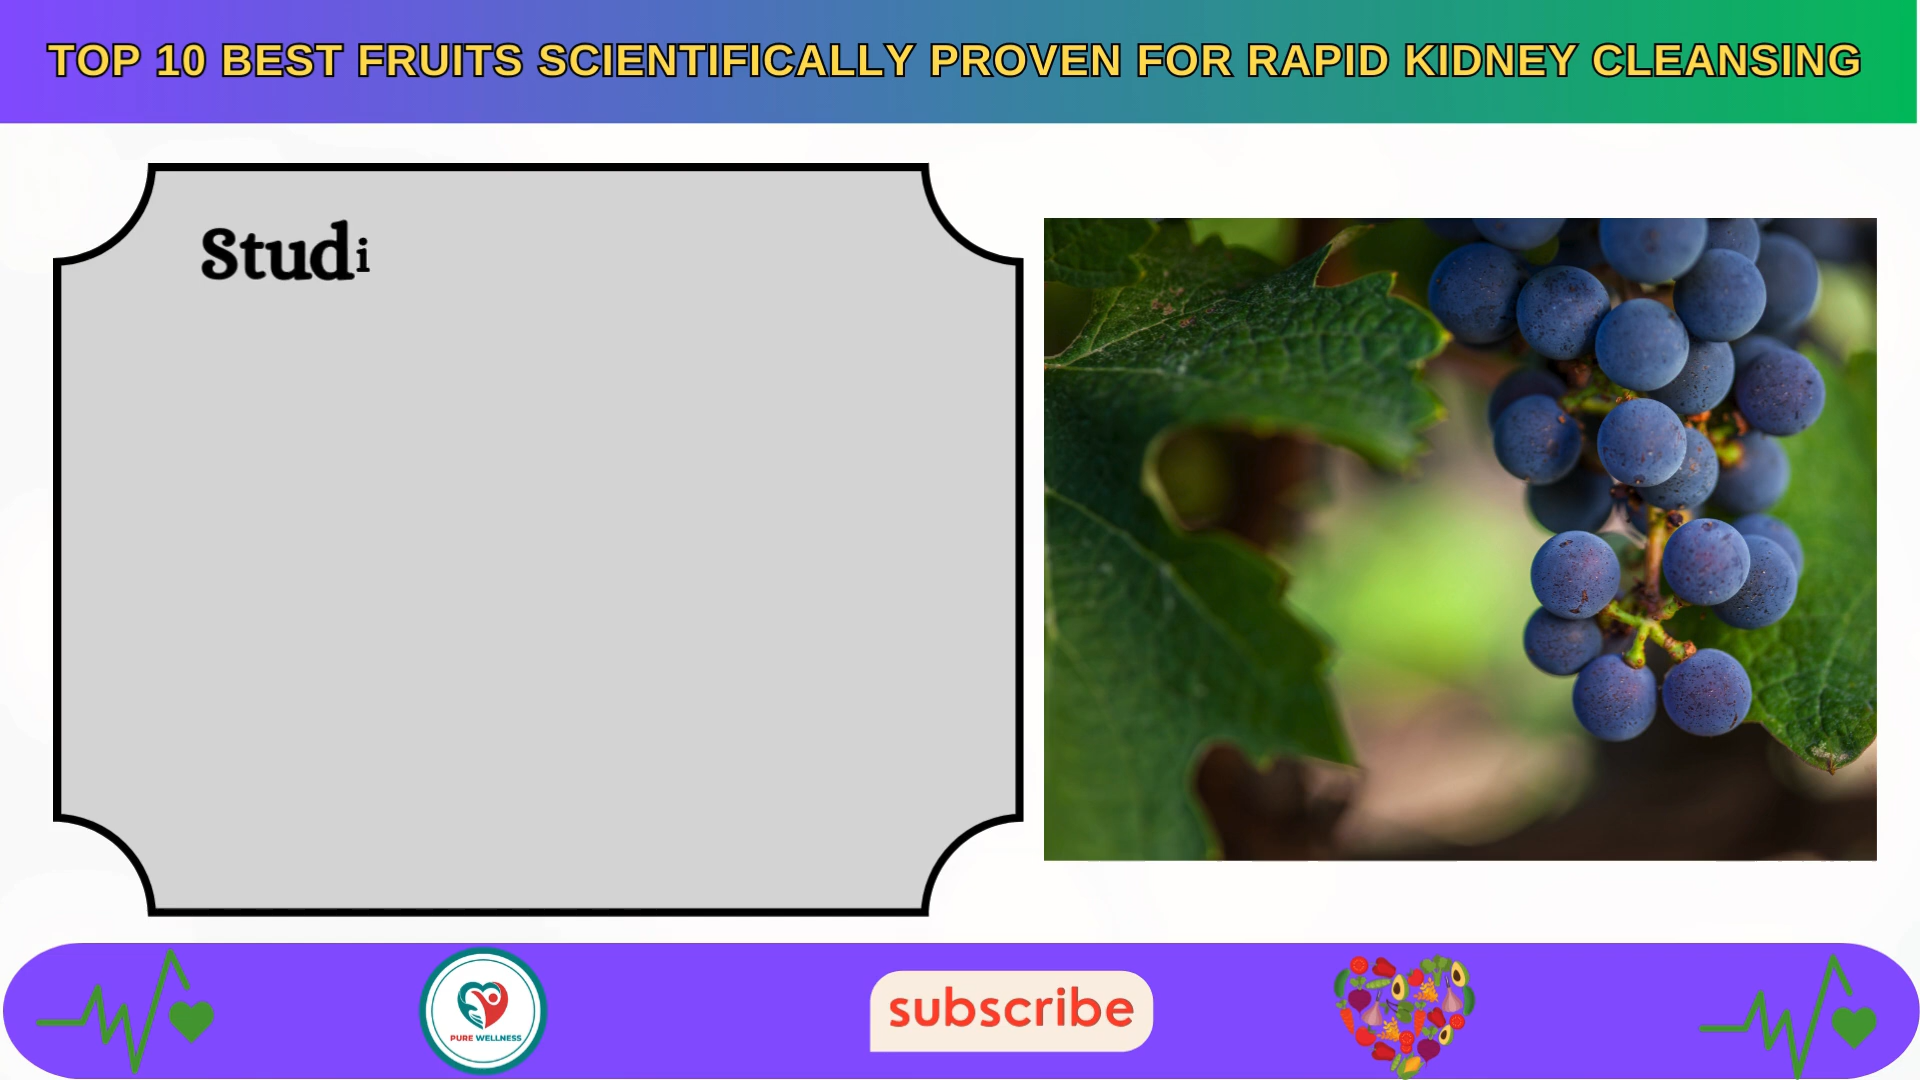 TOP 10 BEST FRUITS SCIENTIFICALLY PROVEN FOR RAPID KIDNEY CLEANSING
Studi
PURE WELLNESS
subscribe